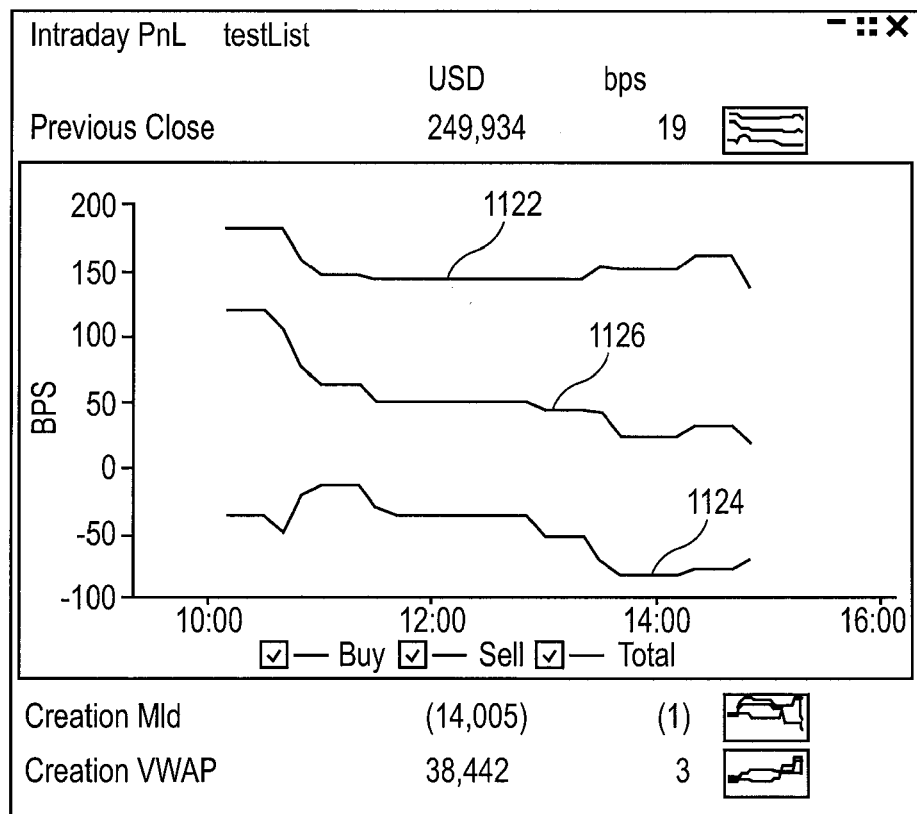 Intraday PnL testList
USD bps
Previous Close 249,934 19
200
1122
150
100
1126
50
BPS
0
-50
1124
-100
10:00 12:00 14:00 16:00
Buy Sell Total
Creation Mld (14,005) (1)
Creation VWAP 38,442 3